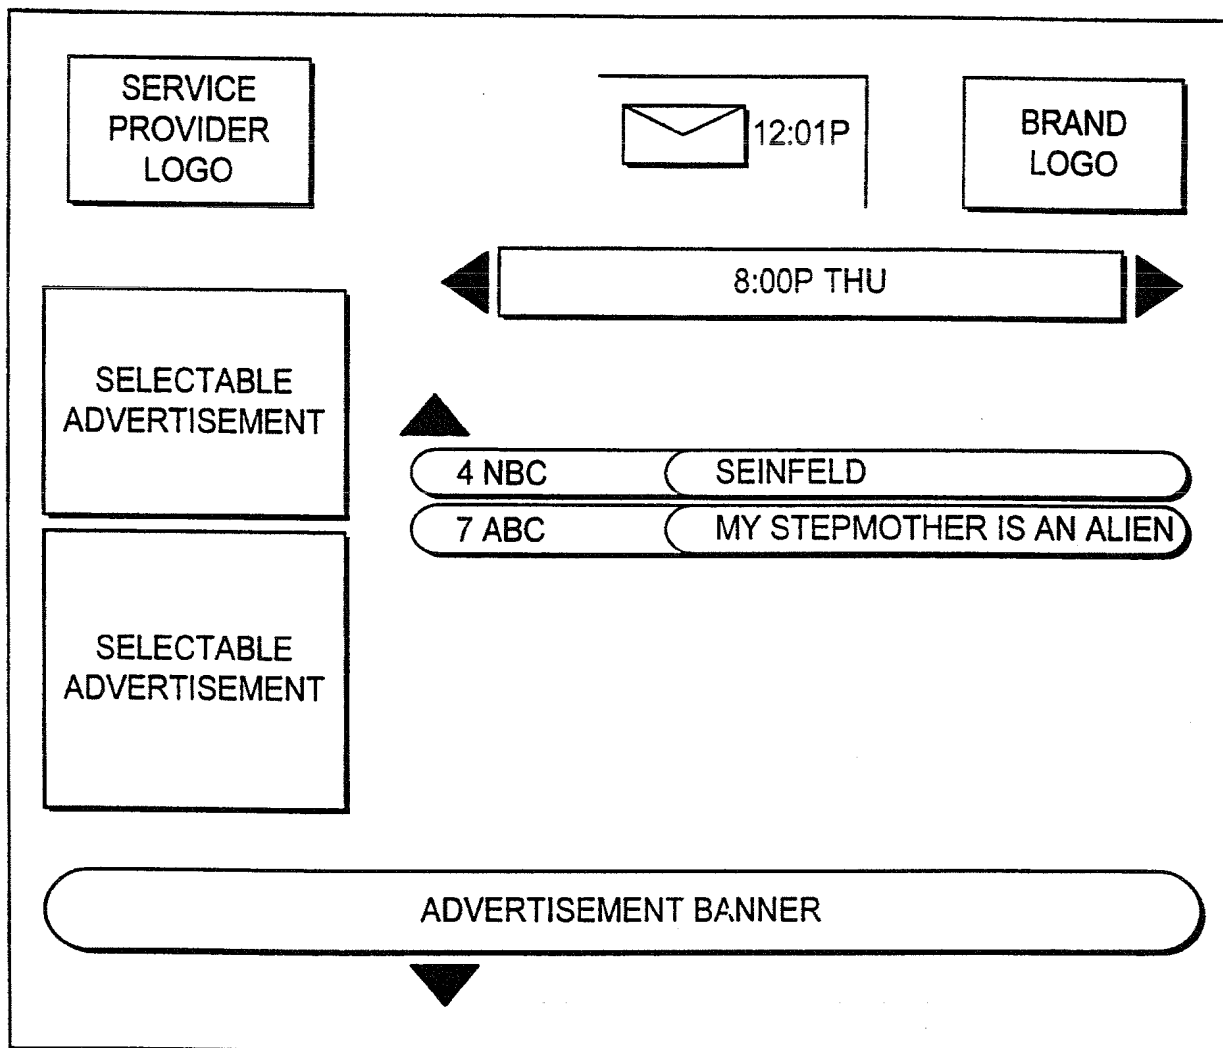 SERVICE
PROVIDER
LOGO
12:01P
BRAND
LOGO
8:00P THU
SELECTABLE
ADVERTISEMENT
4 NBC SEINFELD
7 ABC MY STEPMOTHER IS AN ALIEN
SELECTABLE
ADVERTISEMENT
ADVERTISEMENT BANNER